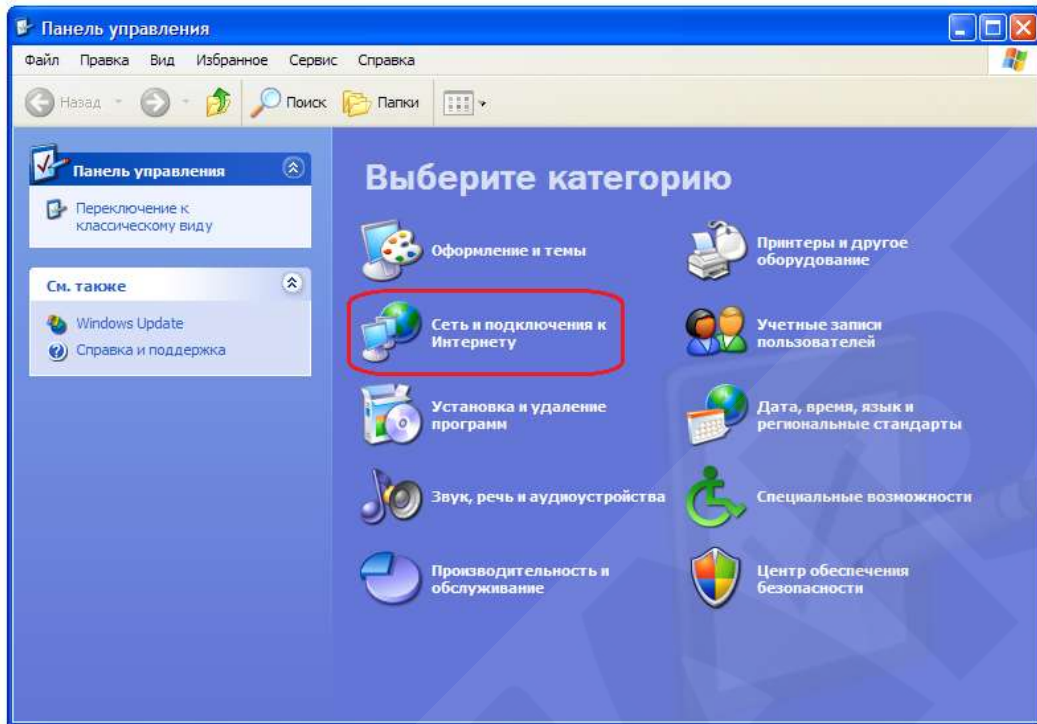 Панель управления
Файл Правка Вид Избранное Сервис Справка
Назад Поиск Папки
Панель управления
Переключение к
классическому виду
См. также
Windows Update
Справка и поддержка
Выберите категорию
Оформление и темы
Принтеры и другое
оборудование
Сеть и подключения к
Интернету
Учетные записи
пользователей
Установка и удаление
программ
Дата, время, язык и
региональные стандарты
Звук, речь и аудиоустройства
Специальные возможности
Производительность и
обслуживание
Центр обеспечения
безопасности